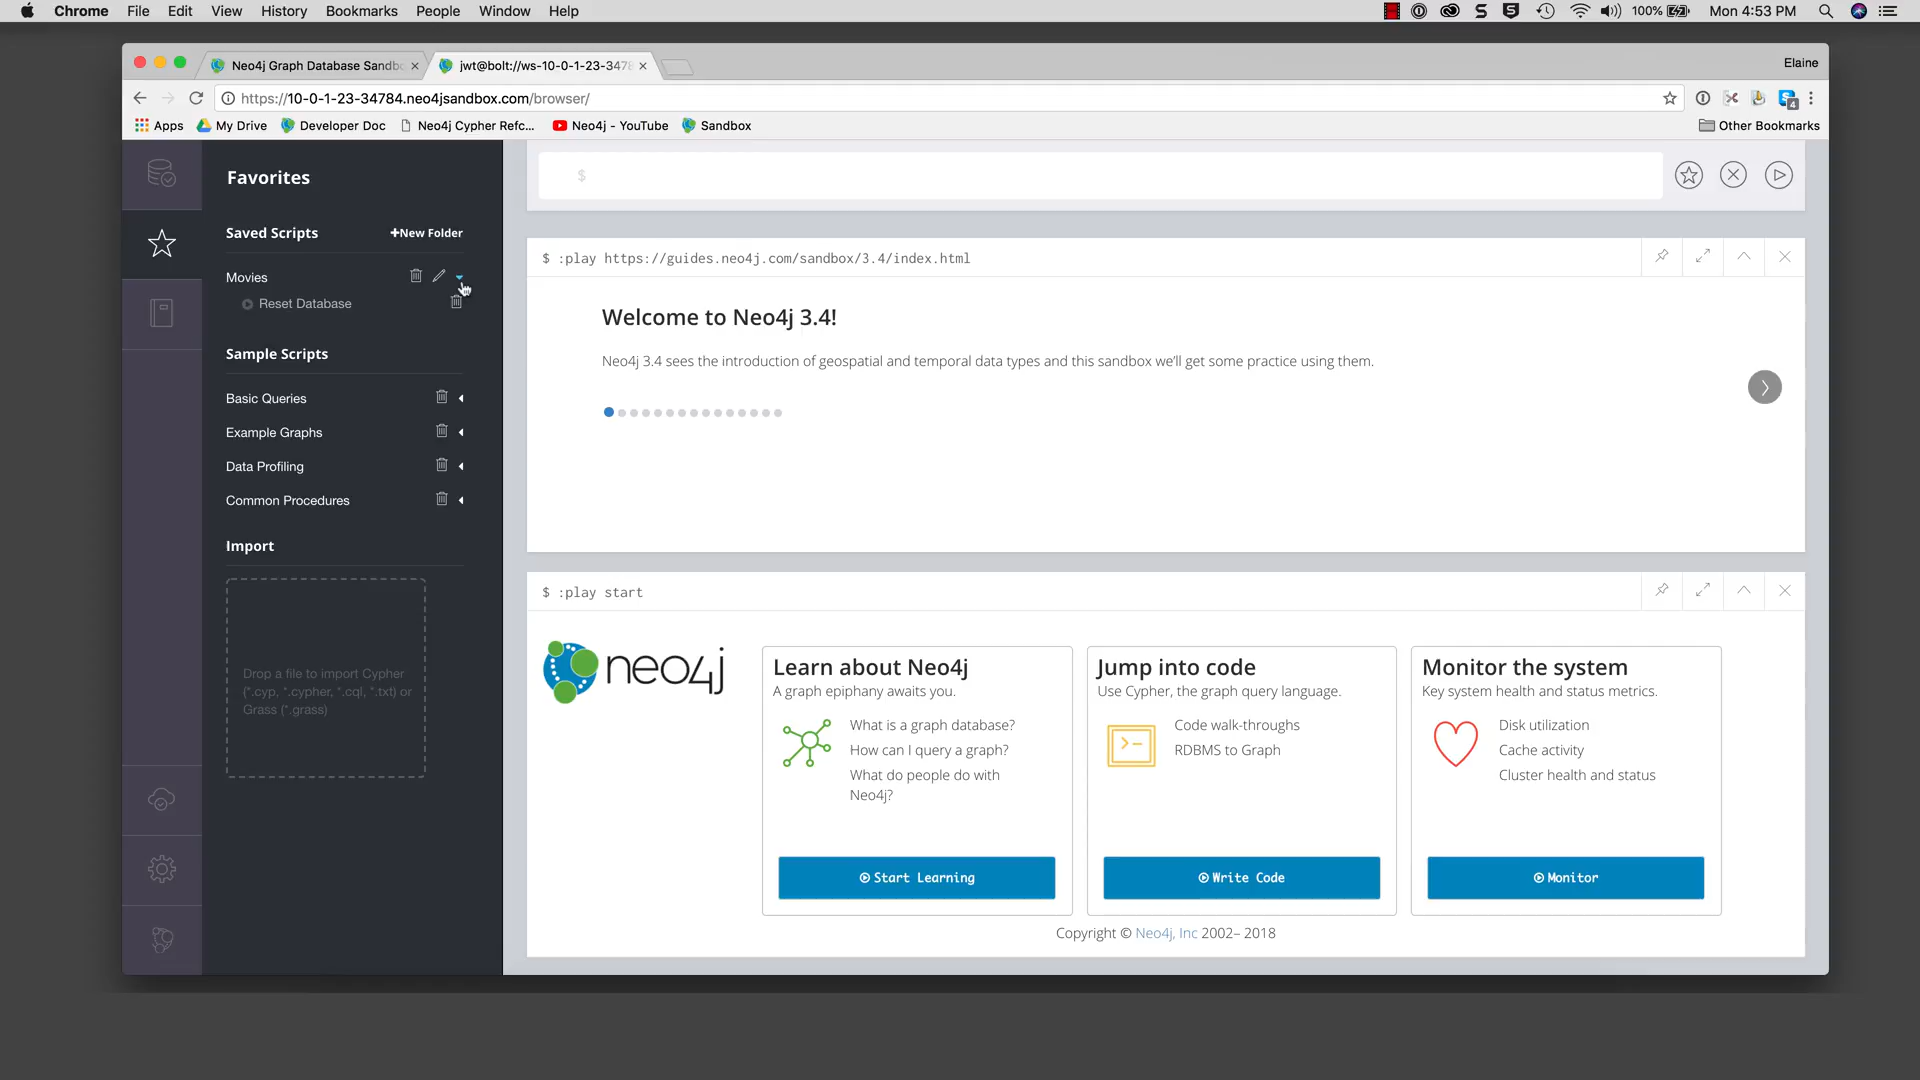 Chrome File Edit View History Bookmarks People Window Help 100% Mon 4:53 PM
Neo4j Graph Database Sandb jwt@bolt://ws-10-0-1-23-3478 Elaine
https://10-0-1-23-34784.neo4jsandbox.com/browser/
Apps My Drive Developer Doc Neo4j Cypher Refc... Neo4j - YouTube Sandbox Other Bookmarks
Favorites
$
Saved Scripts +New Folder
Movies
Reset Database
Sample Scripts
Basic Queries
Example Graphs
Data Profiling
Common Procedures
Import
Drop a file to import Cypher
(*.cyp, *.cypher, *.cql, *.txt) or
Grass (*.grass)
$ :play https://guides.neo4j.com/sandbox/3.4/index.html
Welcome to Neo4j 3.4!
Neo4j 3.4 sees the introduction of geospatial and temporal data types and this sandbox we'll get some practice using them.
$ :play start
neo4j
Learn about Neo4j
A graph epiphany awaits you.
What is a graph database?
How can I query a graph?
What do people do with
Neo4j?
Start Learning
Jump into code
Use Cypher, the graph query language.
Code walk-throughs
RDBMS to Graph
Write Code
Monitor the system
Key system health and status metrics.
Disk utilization
Cache activity
Cluster health and status
Monitor
Copyright © Neo4j, Inc 2002– 2018